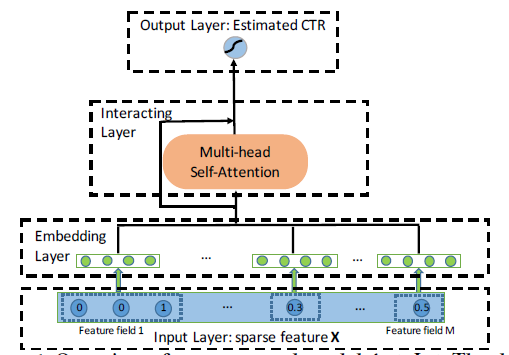 Output Layer: Estimated CTR
Interacting
Layer
Multi-head
Self-Attention
Embedding
Layer
... ...
0 0 1 ... 0.3 ... 0.5
Feature field 1 Feature field M
Input Layer: sparse feature X